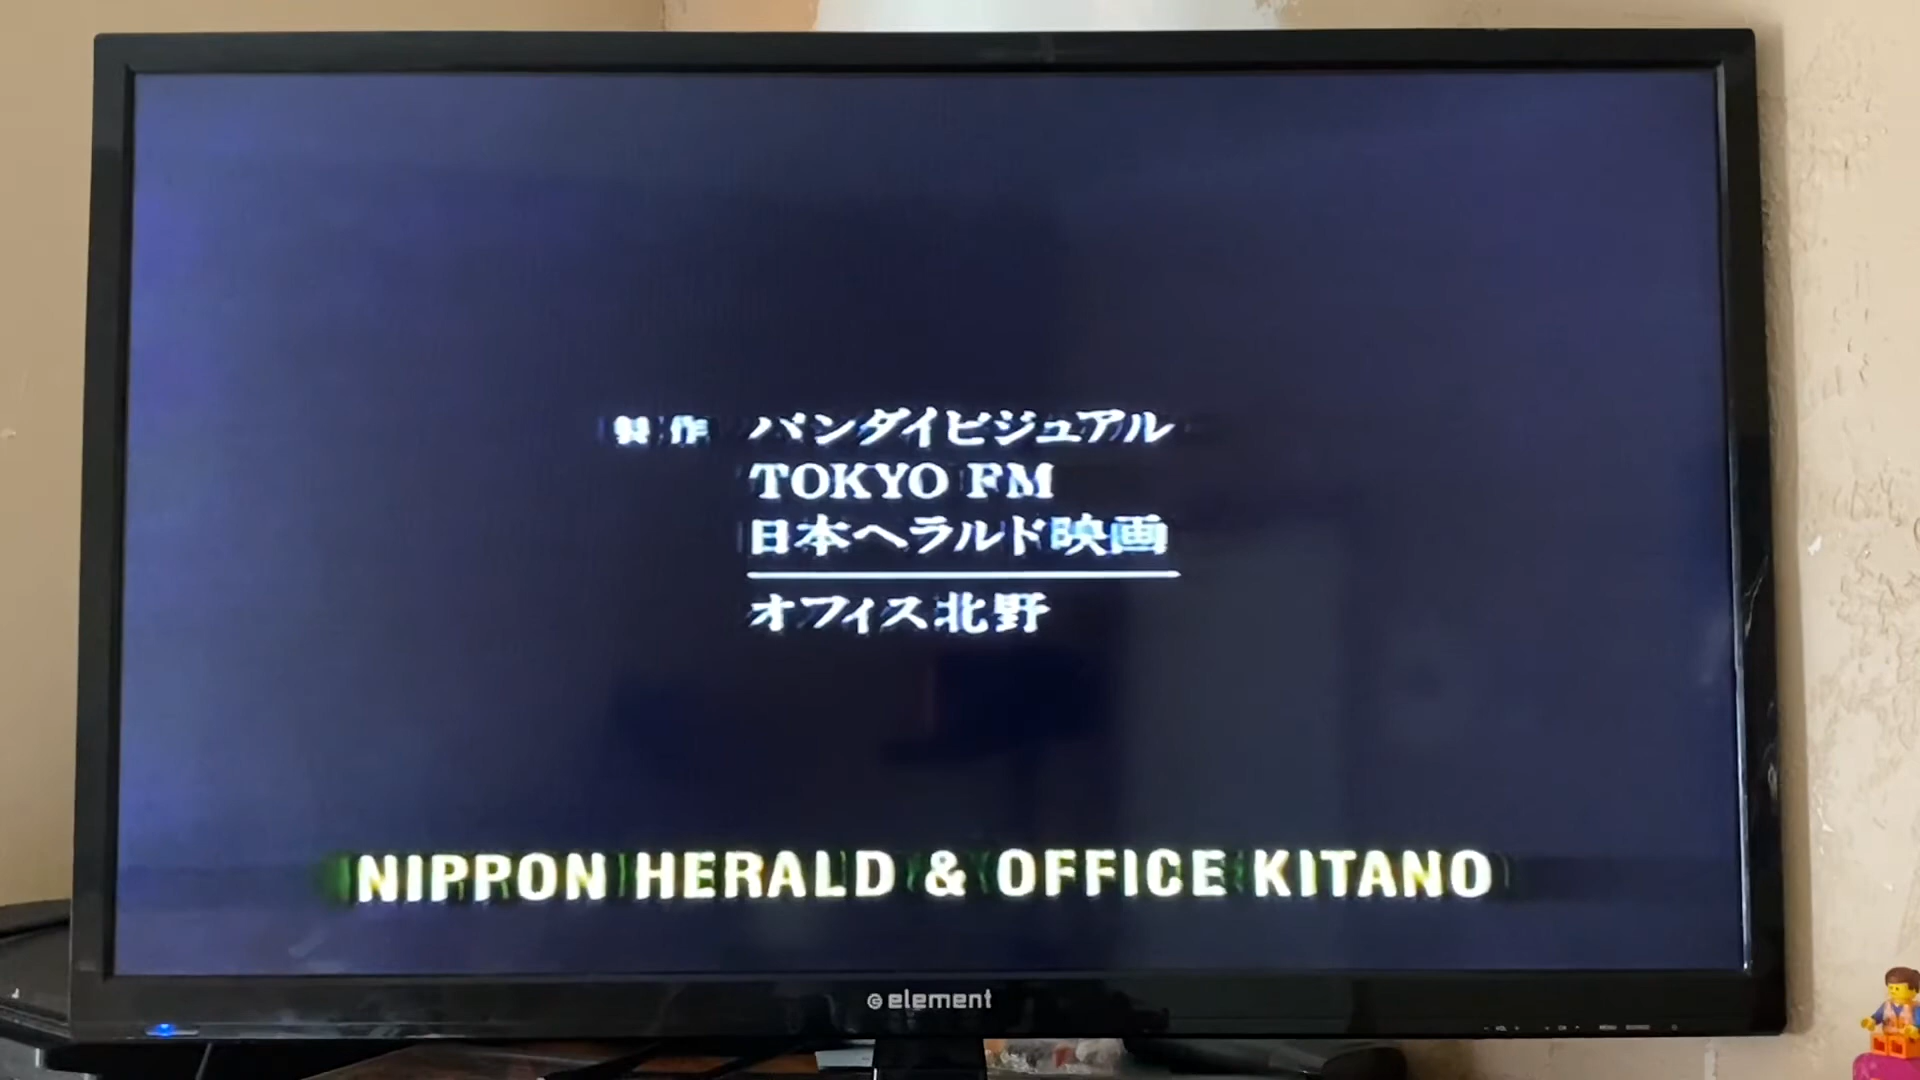 製作 バンダイビジュアル
TOKYO FM
日本ヘラルド映画
オフィス北野
NIPPON HERALD & OFFICE KITANO
element